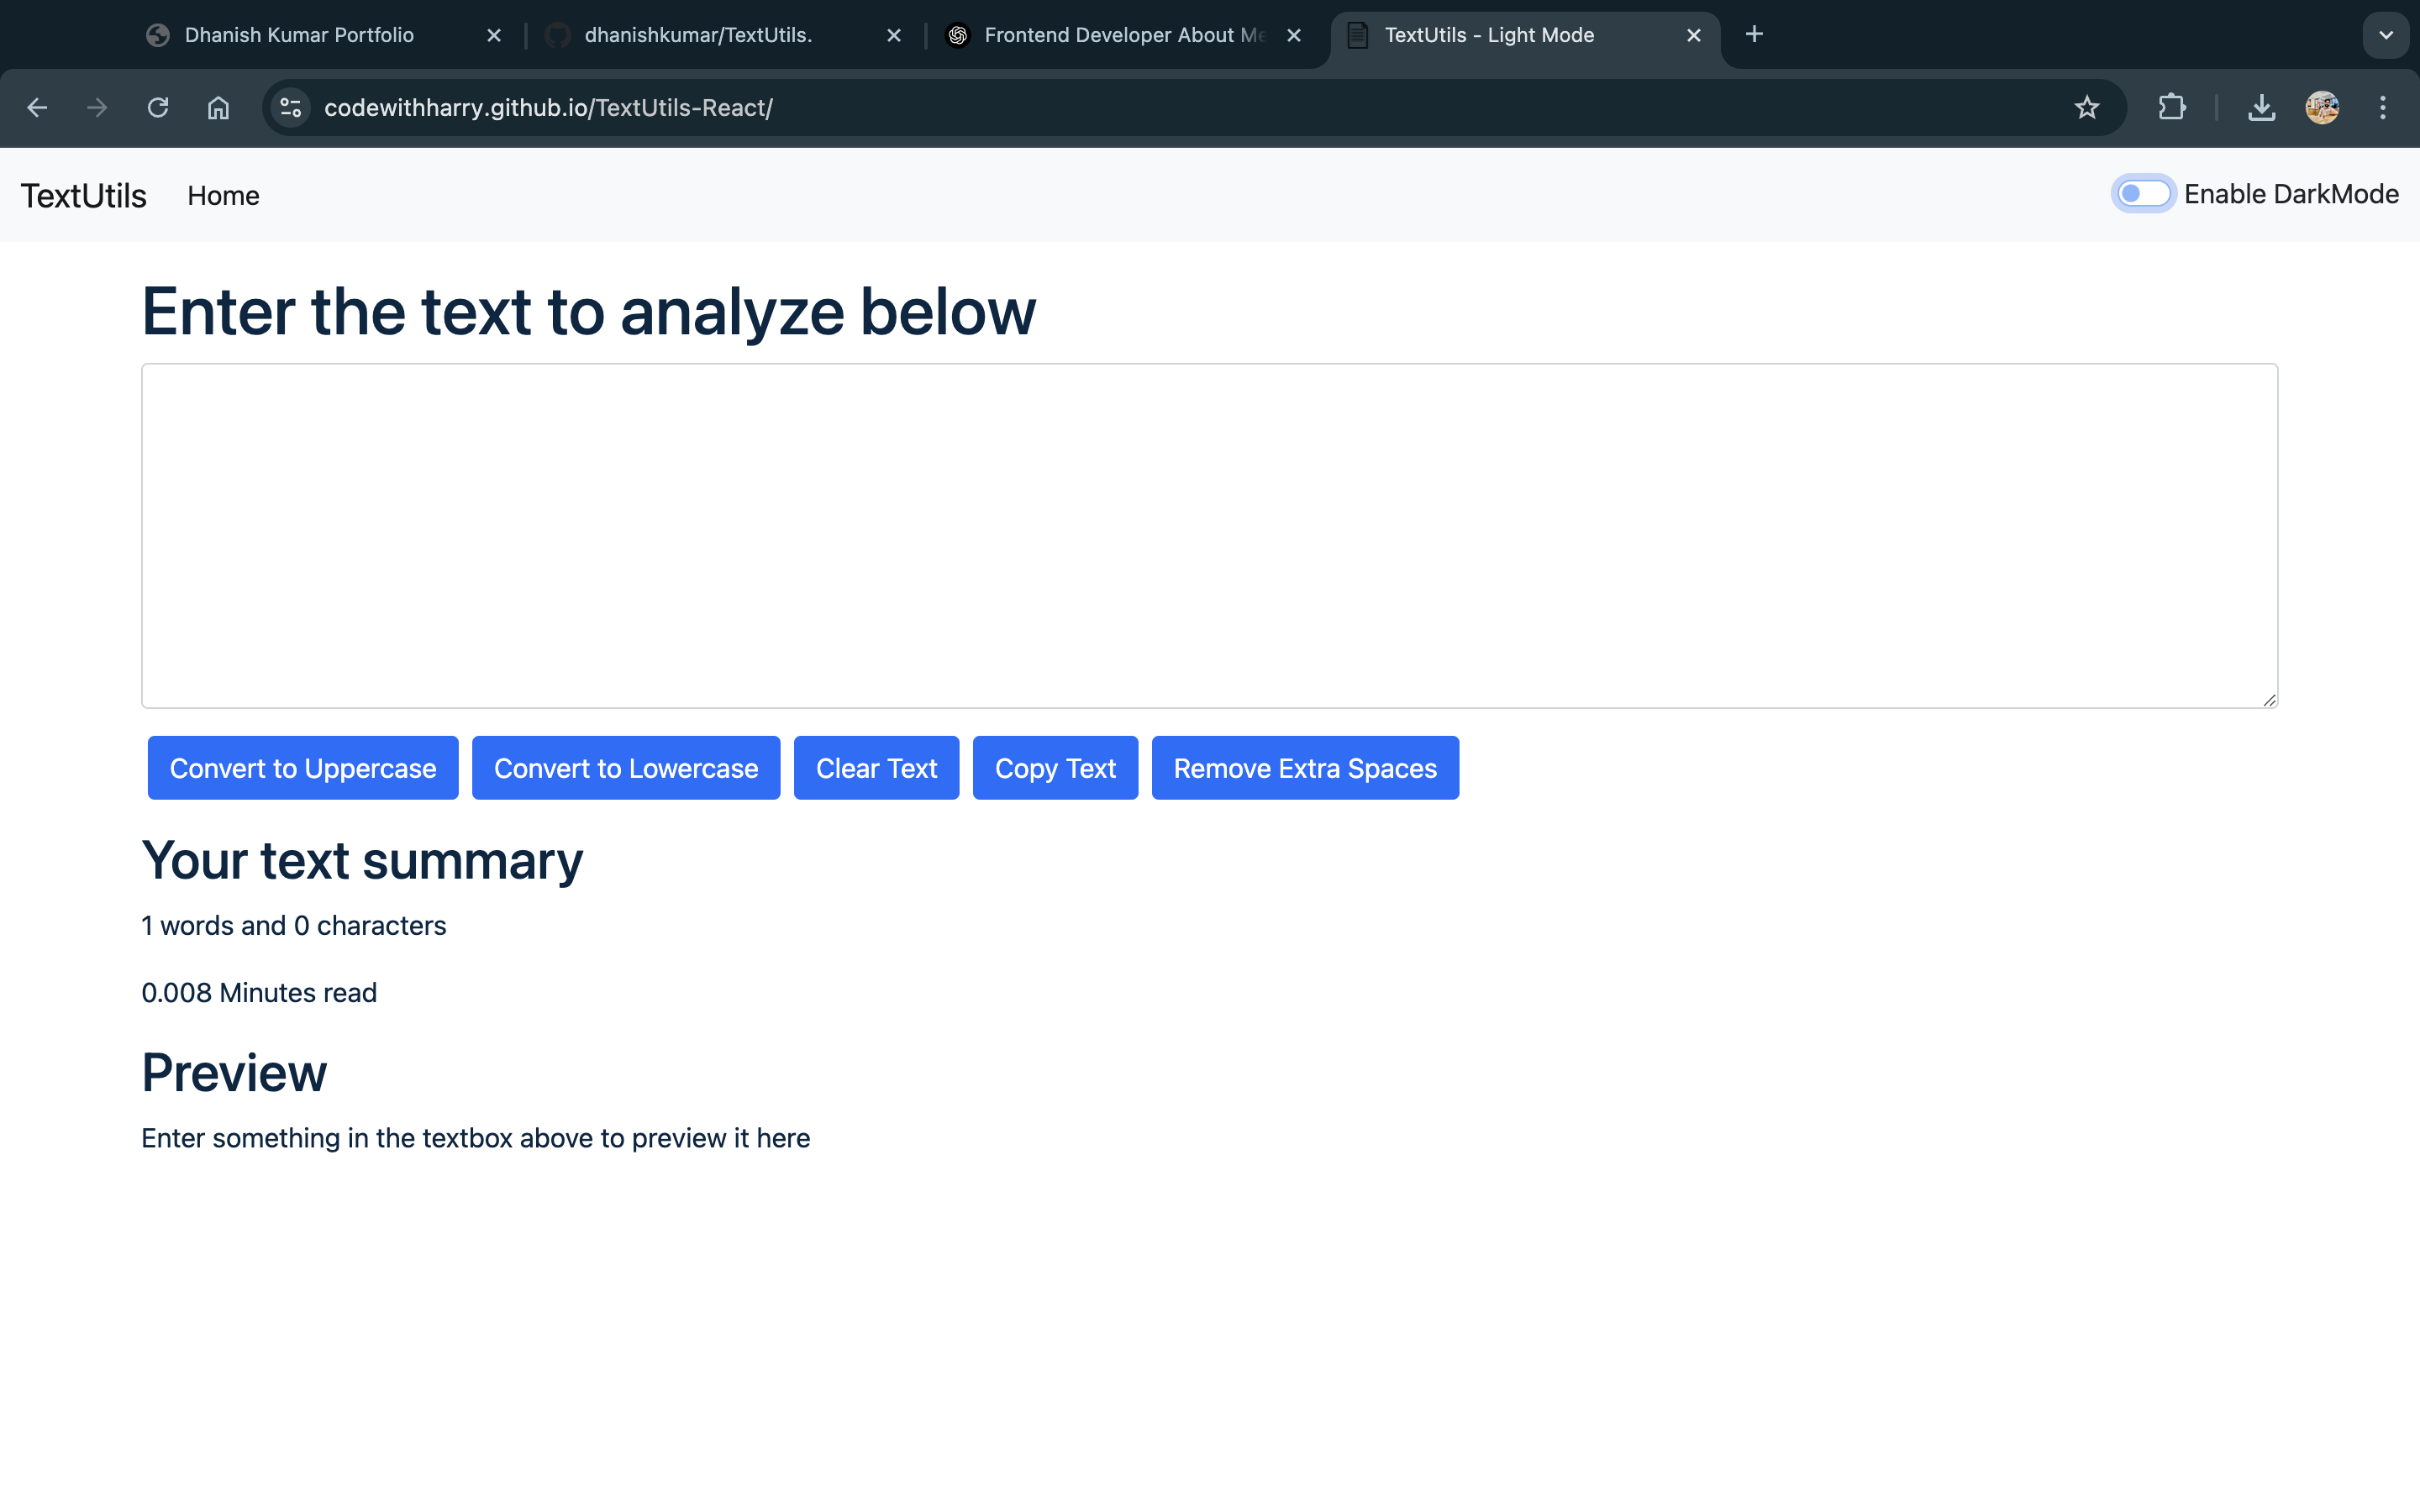 Dhanish Kumar Portfolio
dhanishkumar/TextUtils.
Frontend Developer About Me
TextUtils - Light Mode
codewithharry.github.io/TextUtils-React/
TextUtils
Home
Enable DarkMode
Enter the text to analyze below
Convert to Uppercase
Convert to Lowercase
Clear Text
Copy Text
Remove Extra Spaces
Your text summary
1 words and 0 characters
0.008 Minutes read
Preview
Enter something in the textbox above to preview it here